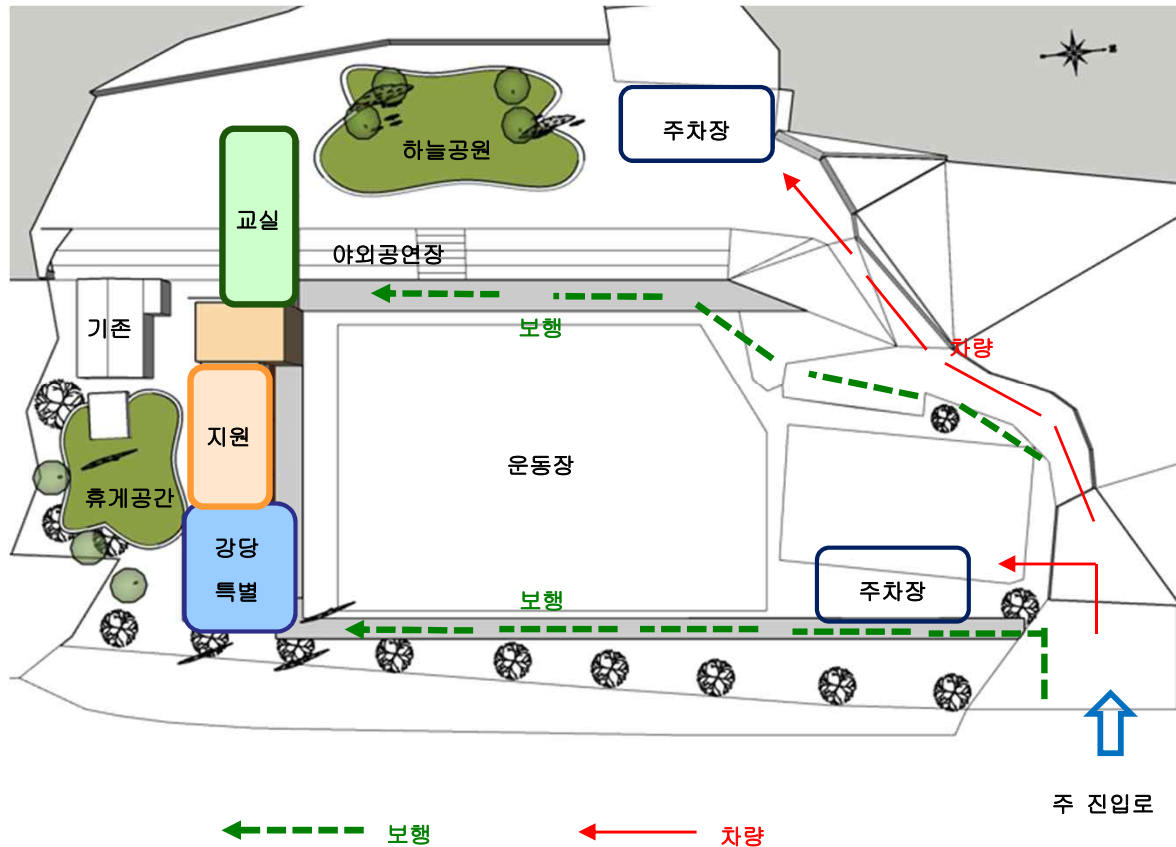 주차장
하늘공원
교실
야외공연장
기존
보행
차량
지원
운동장
휴게공간
강당
특별
주차장
보행
주 진입로
보행
차량